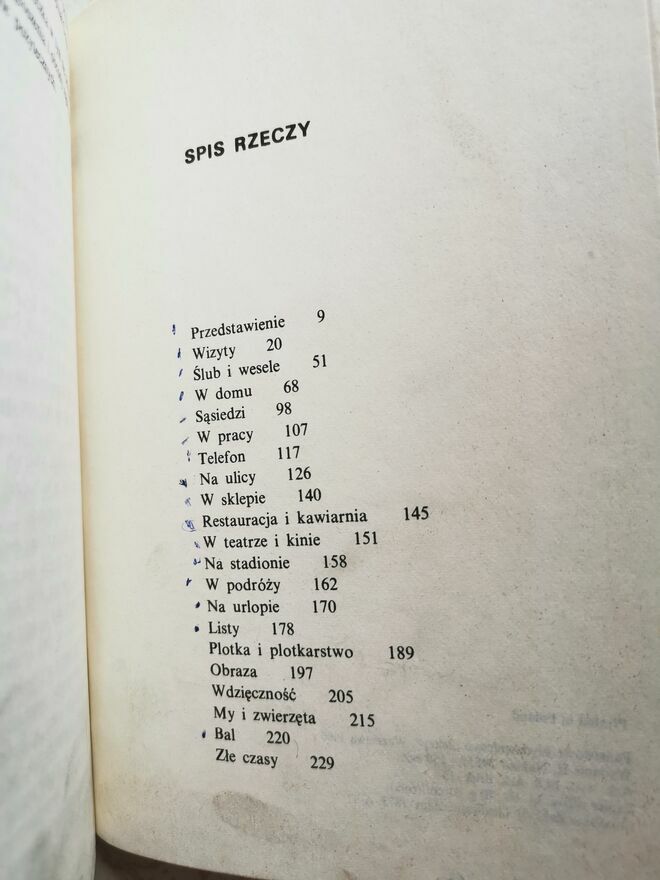 SPIS RZECZY
Przedstawienie 9
Wizyty 20
Ślub i wesele 51
W domu 68
Sąsiedzi 98
W pracy 107
Telefon 117
Na ulicy 126
W sklepie 140
Restauracja i kawiarnia 145
W teatrze i kinie 151
Na stadionie 158
W podróży 162
Na urlopie 170
Listy 178
Plotka i plotkarstwo 189
Obraza 197
Wdzięczność 205
My i zwierzęta 215
Bal 220
Złe czasy 229